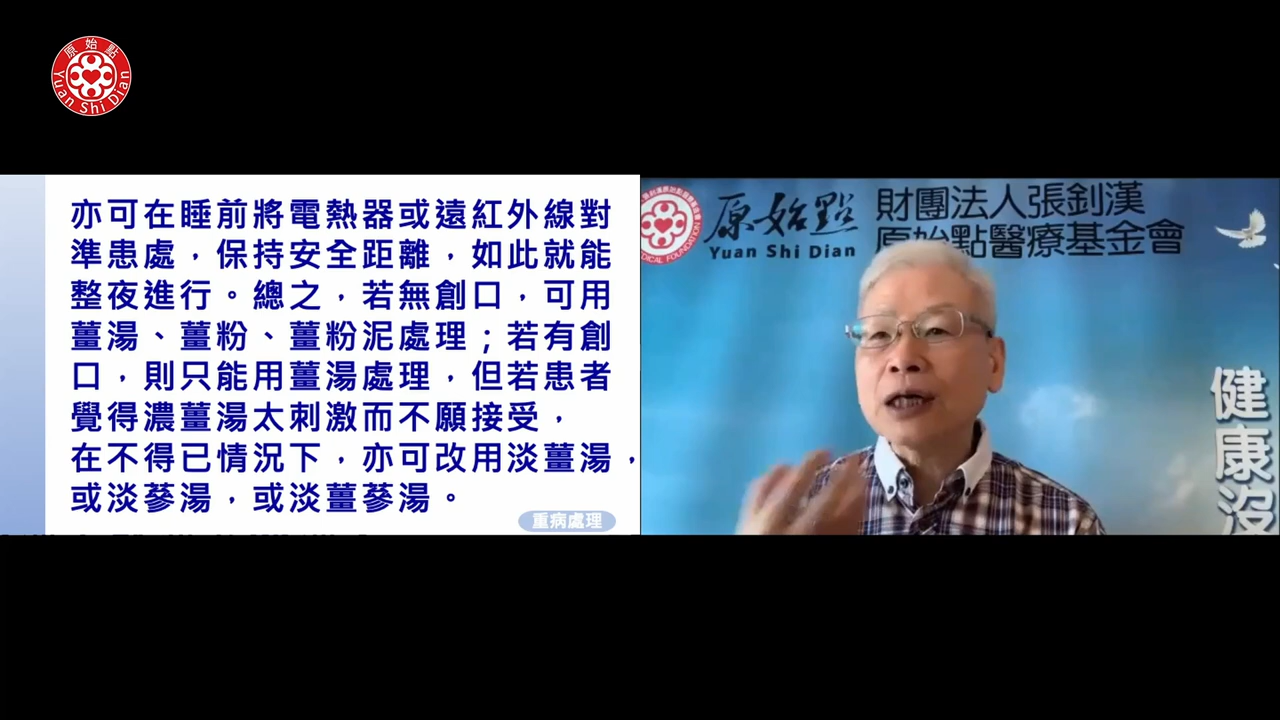 原始點
Yuan Shi Dian
亦可在睡前將電熱器或遠紅外線對
準患處，保持安全距離，如此就能
整夜進行。總之，若無創口，可用
薑湯、薑粉、薑粉泥處理；若有創
口，則只能用薑湯處理，但若患者
覺得濃薑湯太刺激而不願接受，
在不得已情況下，亦可改用淡薑湯，
或淡蔘湯，或淡薑蔘湯。
重病處理
原始點
Yuan Shi Dian
財團法人張釗漢
原始點醫療基金會
健康沒